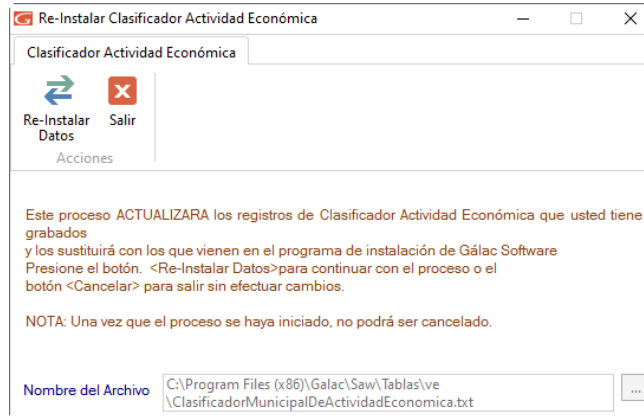 Re-Instalar Clasificador Actividad Económica
Clasificador Actividad Económica
Re-Instalar
Datos
Salir
Acciones
Este proceso ACTUALIZARA los registros de Clasificador Actividad Económica que usted tiene
grabados
y los sustituirá con los que vienen en el programa de instalación de Gálac Software
Presione el botón. <Re-Instalar Datos>para continuar con el proceso o el
botón <Cancelar> para salir sin efectuar cambios.
NOTA: Una vez que el proceso se haya iniciado, no podrá ser cancelado.
Nombre del Archivo
C:\Program Files (x86)\Galac\Saw\Tablas\ve
\ClasificadorMunicipalDeActividadEconomica.txt
...